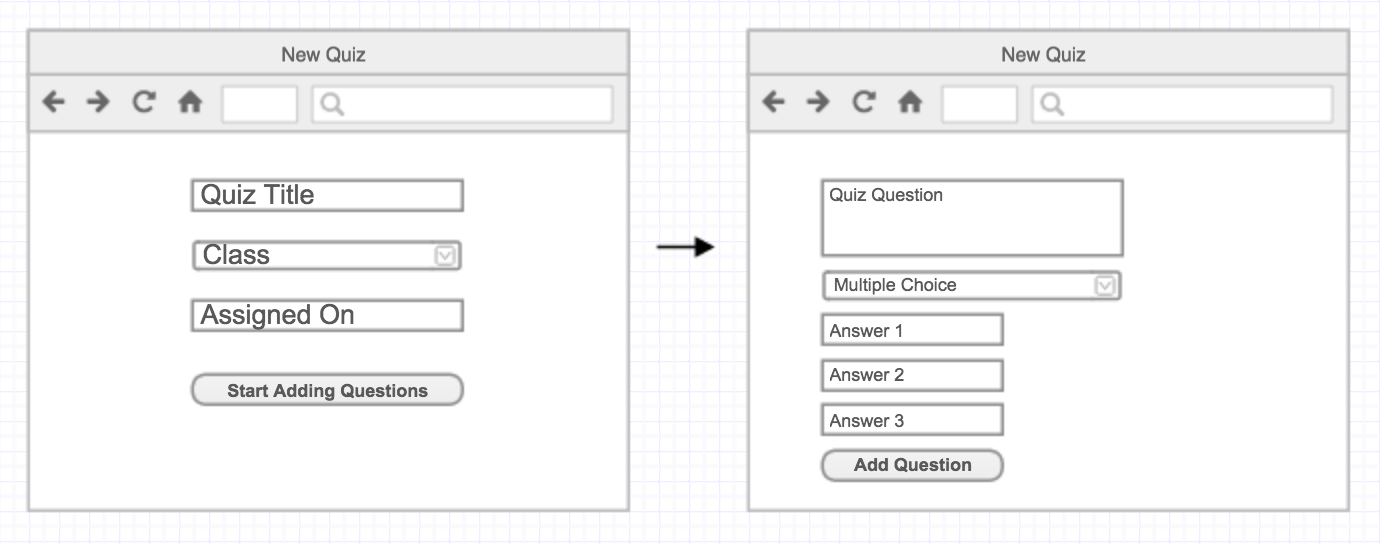 New Quiz
Quiz Title
Class
Assigned On
Start Adding Questions
New Quiz
Quiz Question
Multiple Choice
Answer 1
Answer 2
Answer 3
Add Question